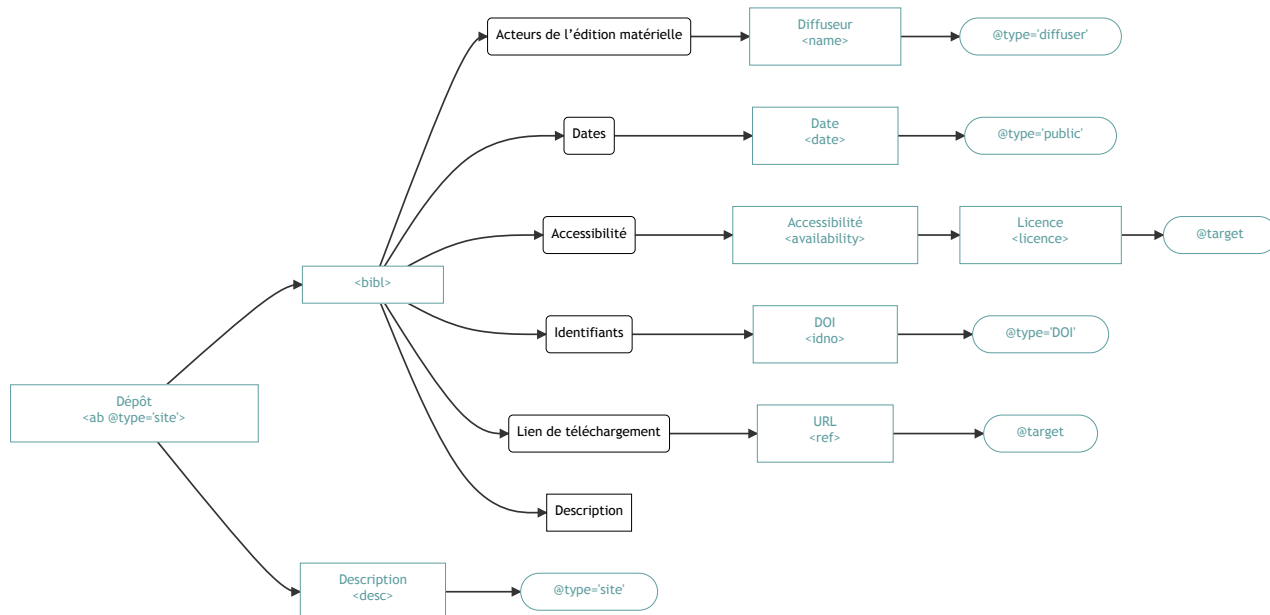 Acteurs de l’édition matérielle
Diffuseur
<name>
@type='diffuser'
Dates
Date
<date>
@type='public'
Accessibilité
Accessibilité
<availability>
Licence
<licence>
@target
<bibl>
Identifiants
DOI
<idno>
@type='DOI'
Dépôt
<ab @type='site'>
Lien de téléchargement
URL
<ref>
@target
Description
Description
<desc>
@type='site'